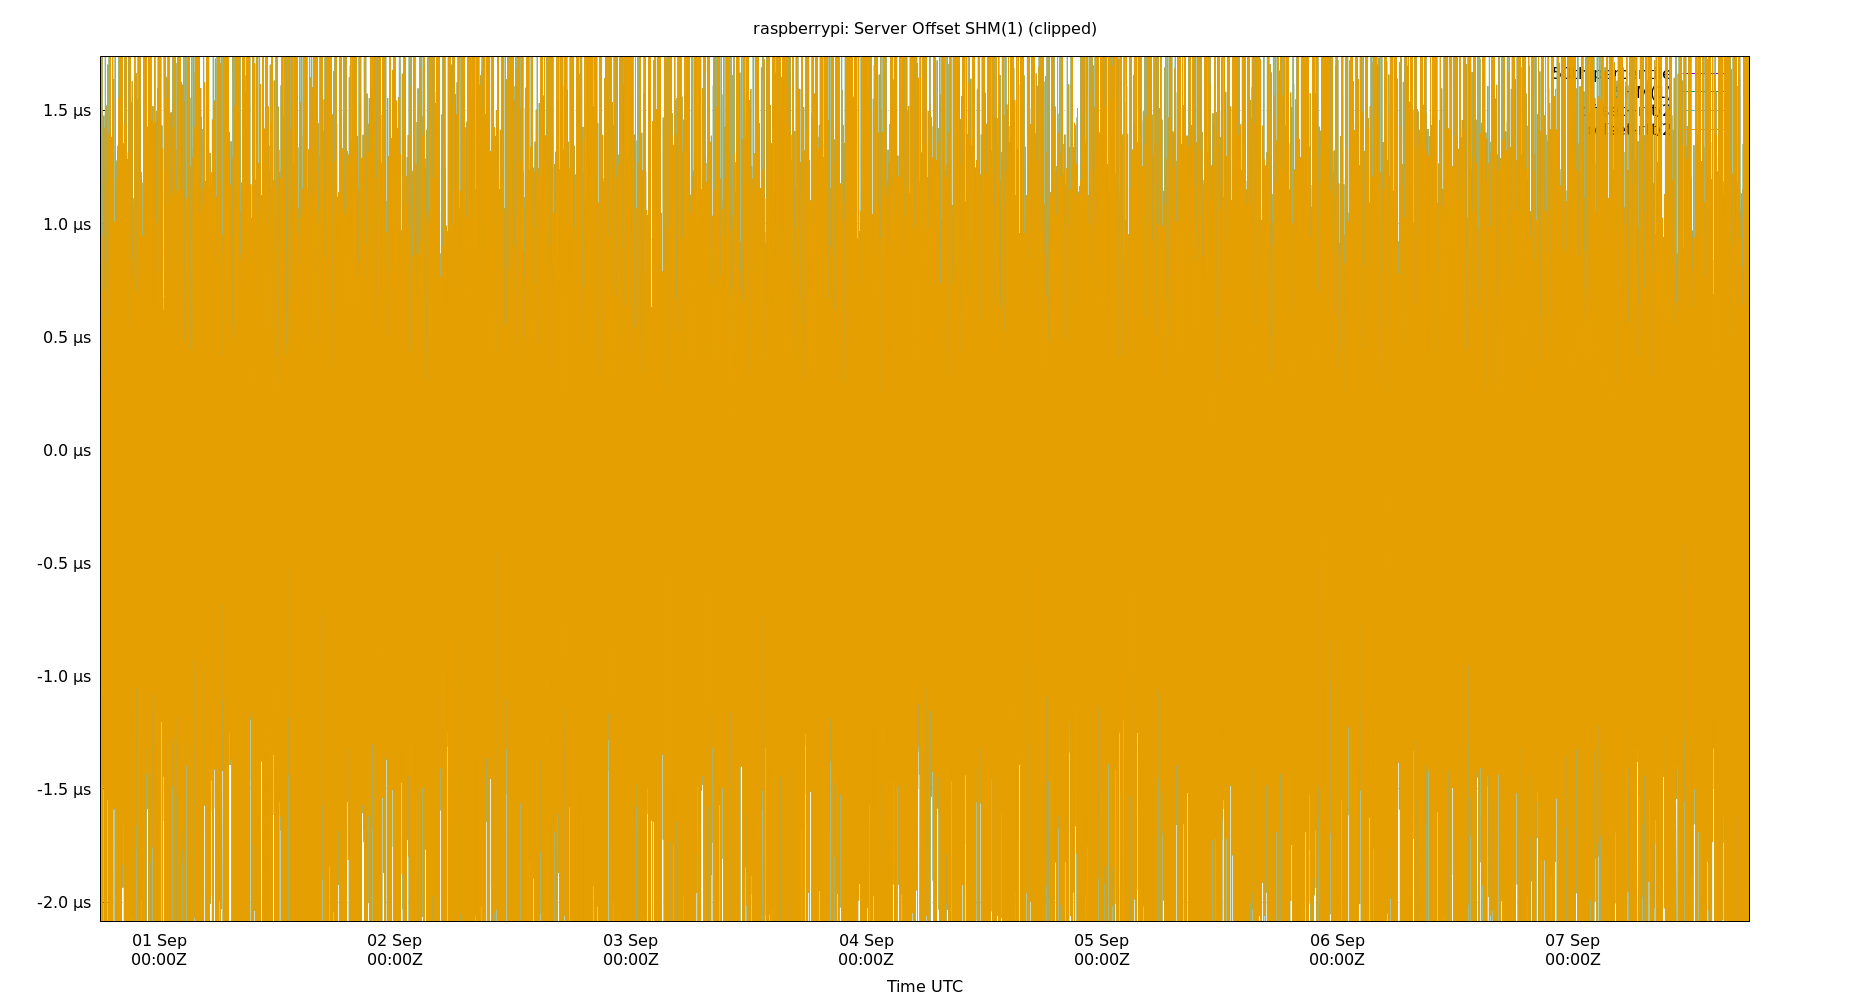 raspberrypi: Server Offset SHM(1) (clipped)
1.5 µs
1.0 µs
0.5 µs
0.0 µs
-0.5 µs
-1.0 µs
-1.5 µs
-2.0 µs
01 Sep 02 Sep 03 Sep 04 Sep 05 Sep 06 Sep 07 Sep
00:00Z 00:00Z 00:00Z 00:00Z 00:00Z 00:00Z 00:00Z
Time UTC